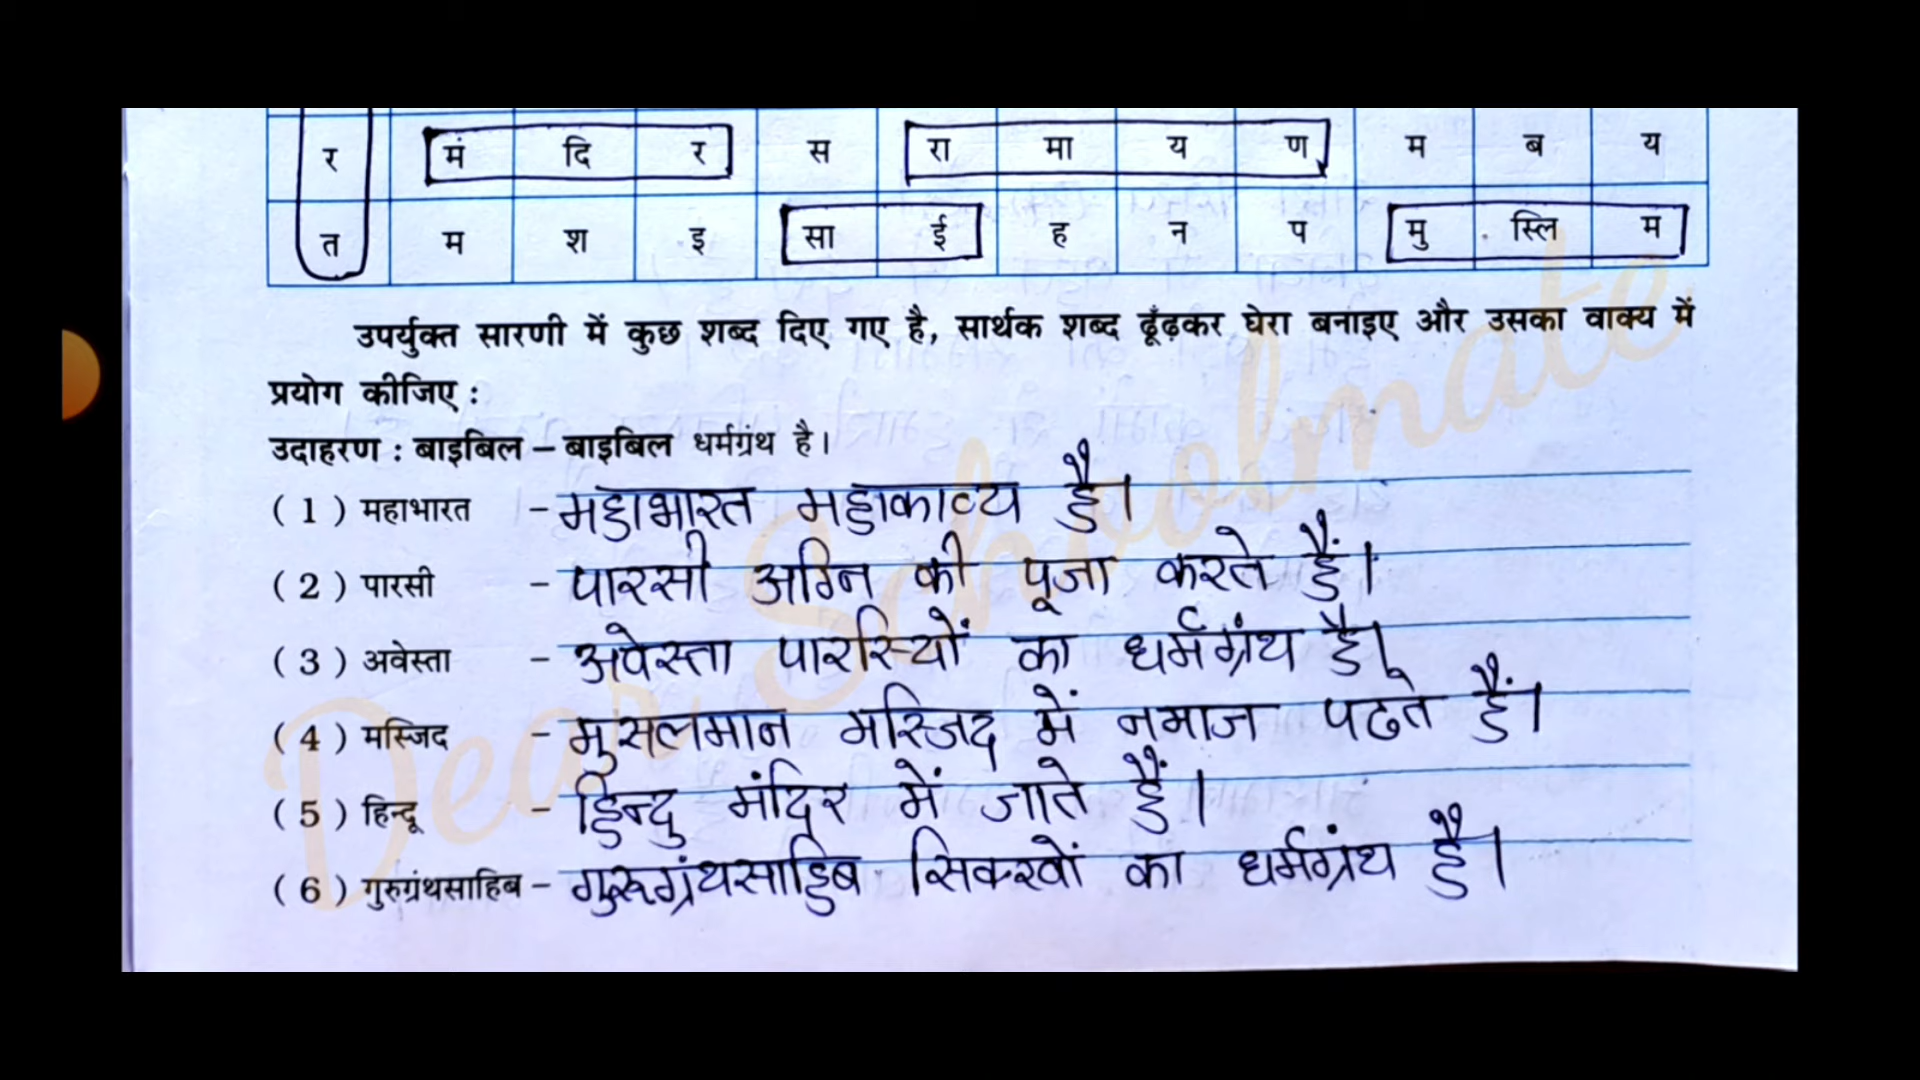 र मं दि र स रा मा य ण म ब य
त म श इ सा ई ह न प मु स्लि म
उपर्युक्त सारणी में कुछ शब्द दिए गए है, सार्थक शब्द ढूँढ़कर घेरा बनाइए और उसका वाक्य में
प्रयोग कीजिए :
उदाहरण : बाइबिल – बाइबिल धर्मग्रंथ है।
( 1 ) महाभारत - महाभारत महाकाव्य है।
( 2 ) पारसी - पारसी अग्नि की पूजा करते हैं।
( 3 ) अवेस्ता - अवेस्ता पारसियों का धर्मग्रंथ है।
( 4 ) मस्जिद - मुसलमान मस्जिद में नमाज पढते हैं।
( 5 ) हिन्दू - हिन्दु मंदिर में जाते हैं।
( 6 ) गुरुग्रंथसाहिब - गुरूग्रंथसाहिब सिक्खों का धर्मग्रंथ है।
Dear Schoolmate